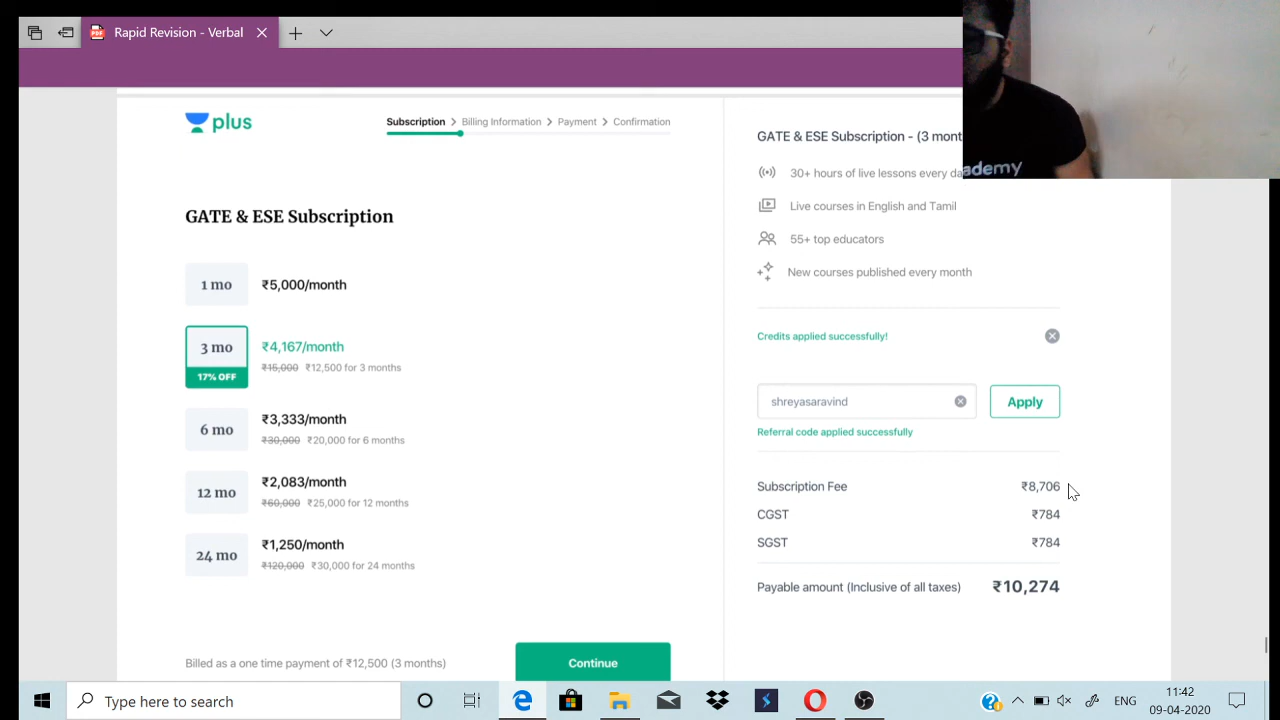 Rapid Revision - Verbal
plus
Subscription > Billing Information > Payment > Confirmation
GATE & ESE Subscription
1 mo ₹5,000/month
3 mo ₹4,167/month
17% OFF ₹15,000 ₹12,500 for 3 months
6 mo ₹3,333/month
₹30,000 ₹20,000 for 6 months
12 mo ₹2,083/month
₹60,000 ₹25,000 for 12 months
24 mo ₹1,250/month
₹120,000 ₹30,000 for 24 months
Billed as a one time payment of ₹12,500 (3 months)
Continue
GATE & ESE Subscription - (3 mont
30+ hours of live lessons every da
Live courses in English and Tamil
55+ top educators
New courses published every month
Credits applied successfully!
shreyasaravind Apply
Referral code applied successfully
Subscription Fee ₹8,706
CGST ₹784
SGST ₹784
Payable amount (Inclusive of all taxes) ₹10,274
ademy
Type here to search
ENG
11:42
09-04-2020